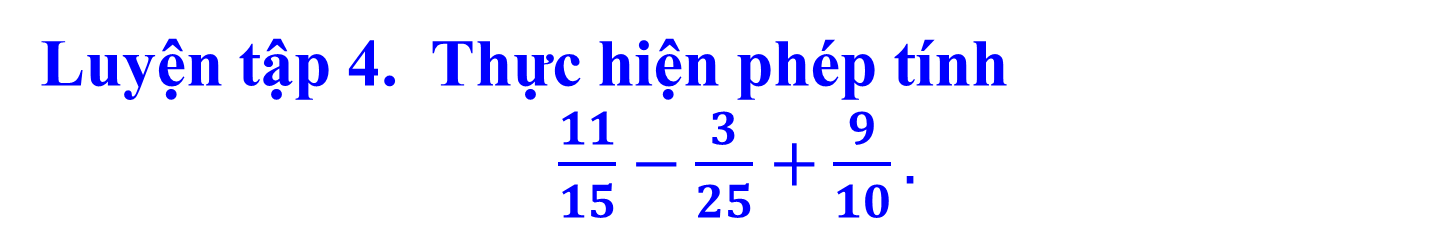 Luyện tập 4. Thực hiện phép tính
11/15 − 3/25 + 9/10 .